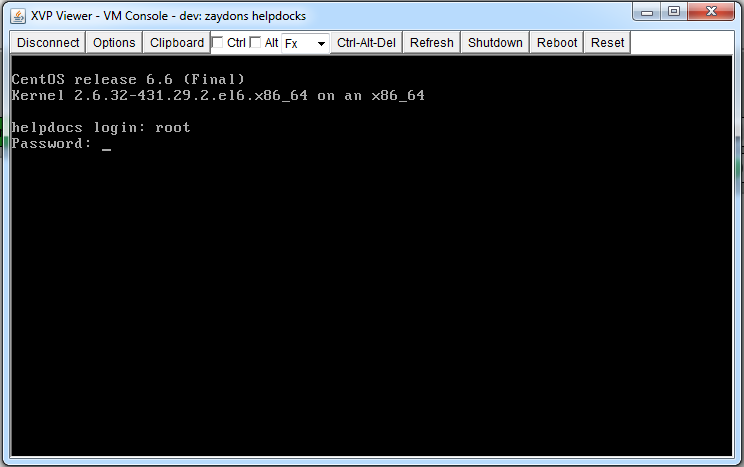 XVP Viewer - VM Console - dev: zaydons helpdocks
Disconnect Options Clipboard Ctrl Alt Fx Ctrl-Alt-Del Refresh Shutdown Reboot Reset
CentOS release 6.6 (Final)
Kernel 2.6.32-431.29.2.el6.x86_64 on an x86_64
helpdocs login: root
Password: _